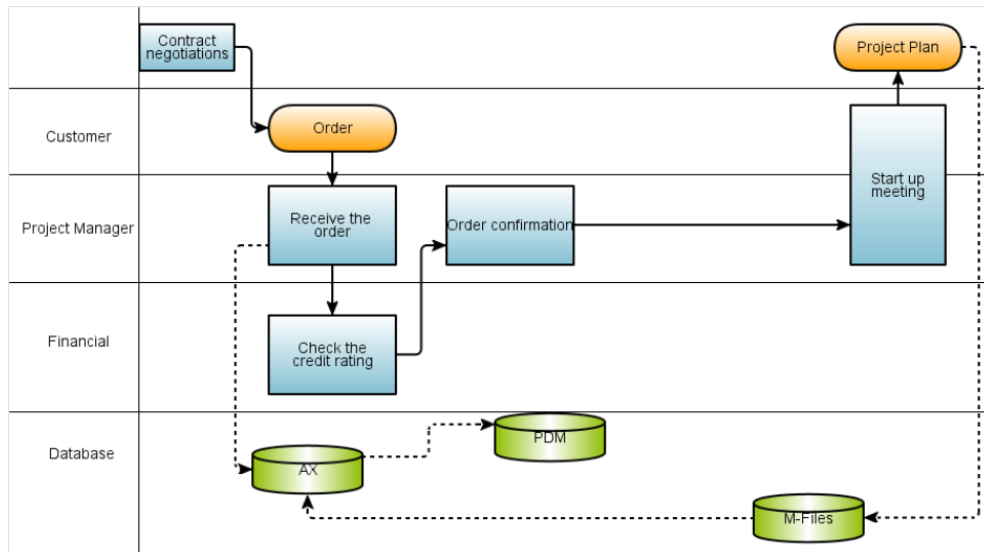 Contract
negotiations
Project Plan
Customer
Order
Start up
meeting
Project Manager
Receive the
order
Order confirmation
Financial
Check the
credit rating
Database
AX
PDM
M-Files